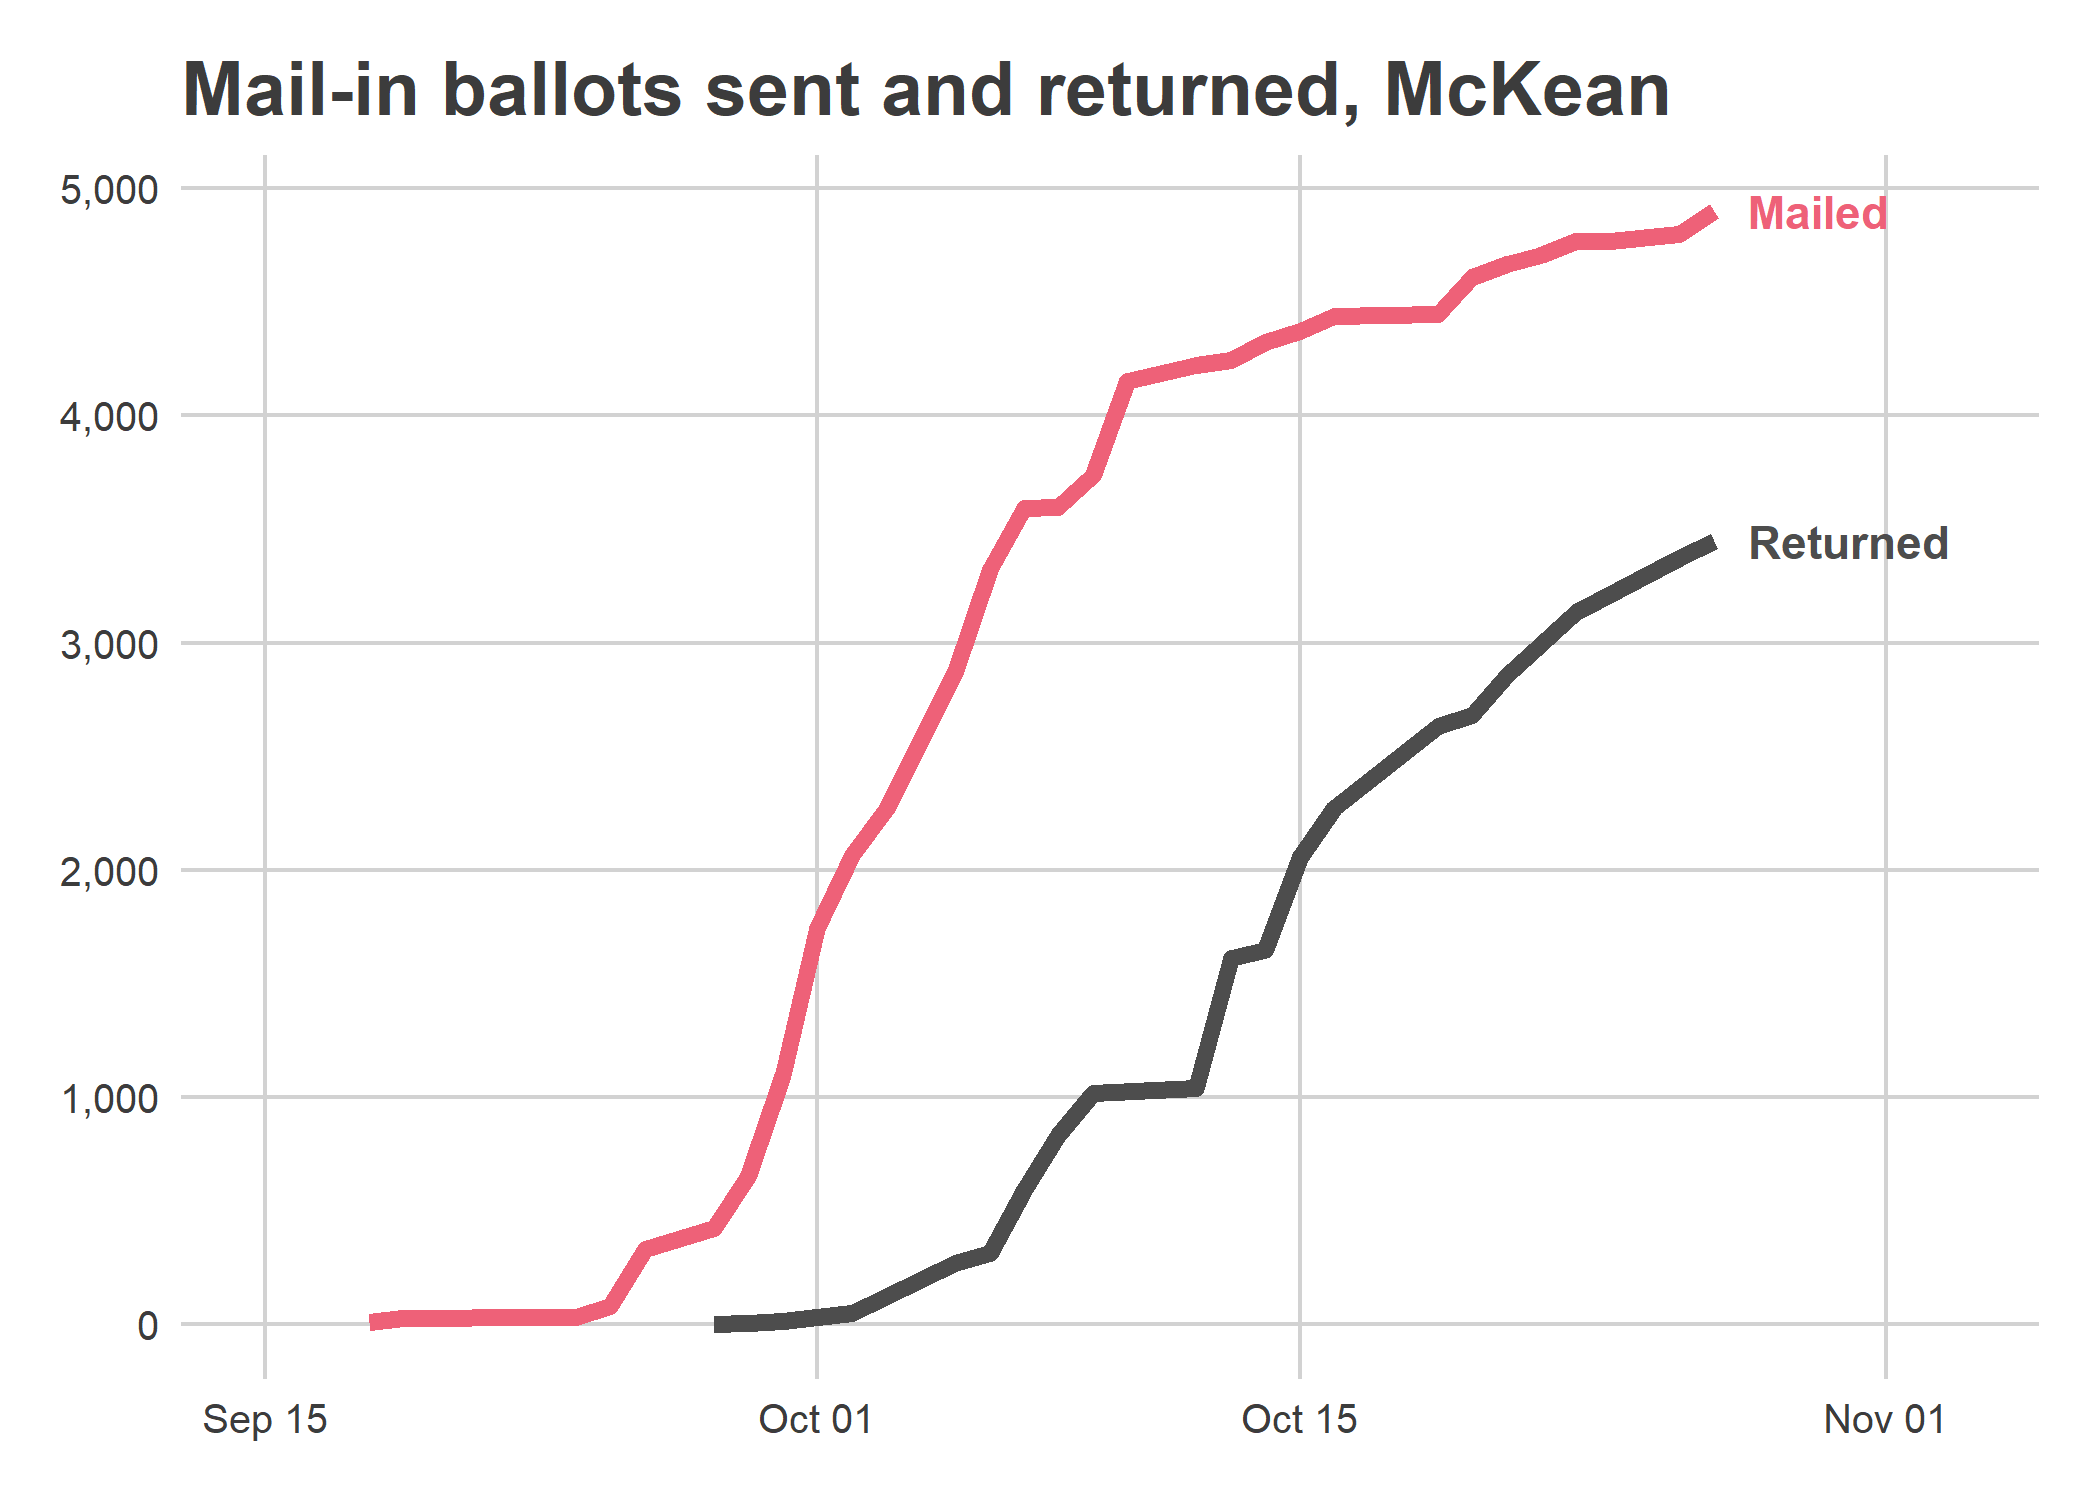 Mail-in ballots sent and returned, McKean
5,000
Mailed
4,000
Returned
3,000
2,000
1,000
0
Sep 15
Oct 01
Oct 15
Nov 01